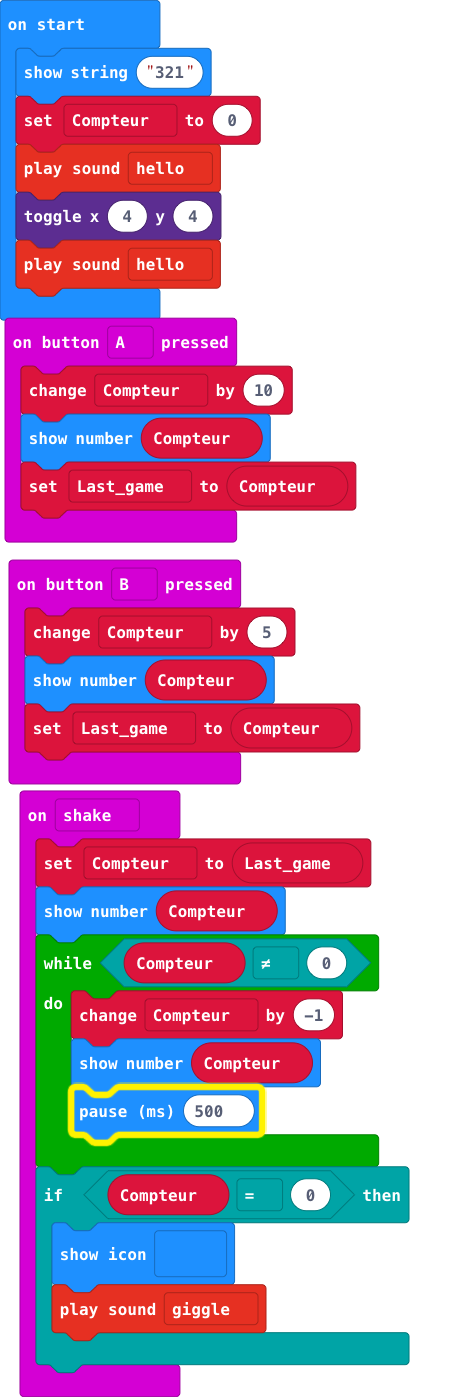 on start
show string "321"
set Compteur to 0
play sound hello
toggle x 4 y 4
play sound hello
on button A pressed
change Compteur by 10
show number Compteur
set Last_game to Compteur
on button B pressed
change Compteur by 5
show number Compteur
set Last_game to Compteur
on shake
set Compteur to Last_game
show number Compteur
while Compteur ≠ 0
do change Compteur by -1
show number Compteur
pause (ms) 500
if Compteur = 0 then
show icon
play sound giggle